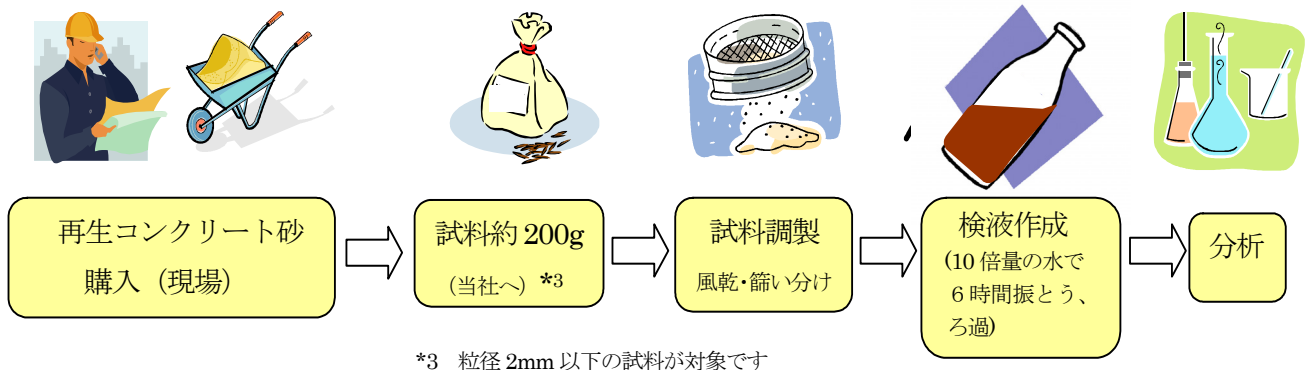 再生コンクリート砂
購入（現場）
試料約 200g
（当社へ）*3
試料調製
風乾・篩い分け
検液作成
(10 倍量の水で
6 時間振とう、
ろ過)
分析
*3　粒径 2mm 以下の試料が対象です